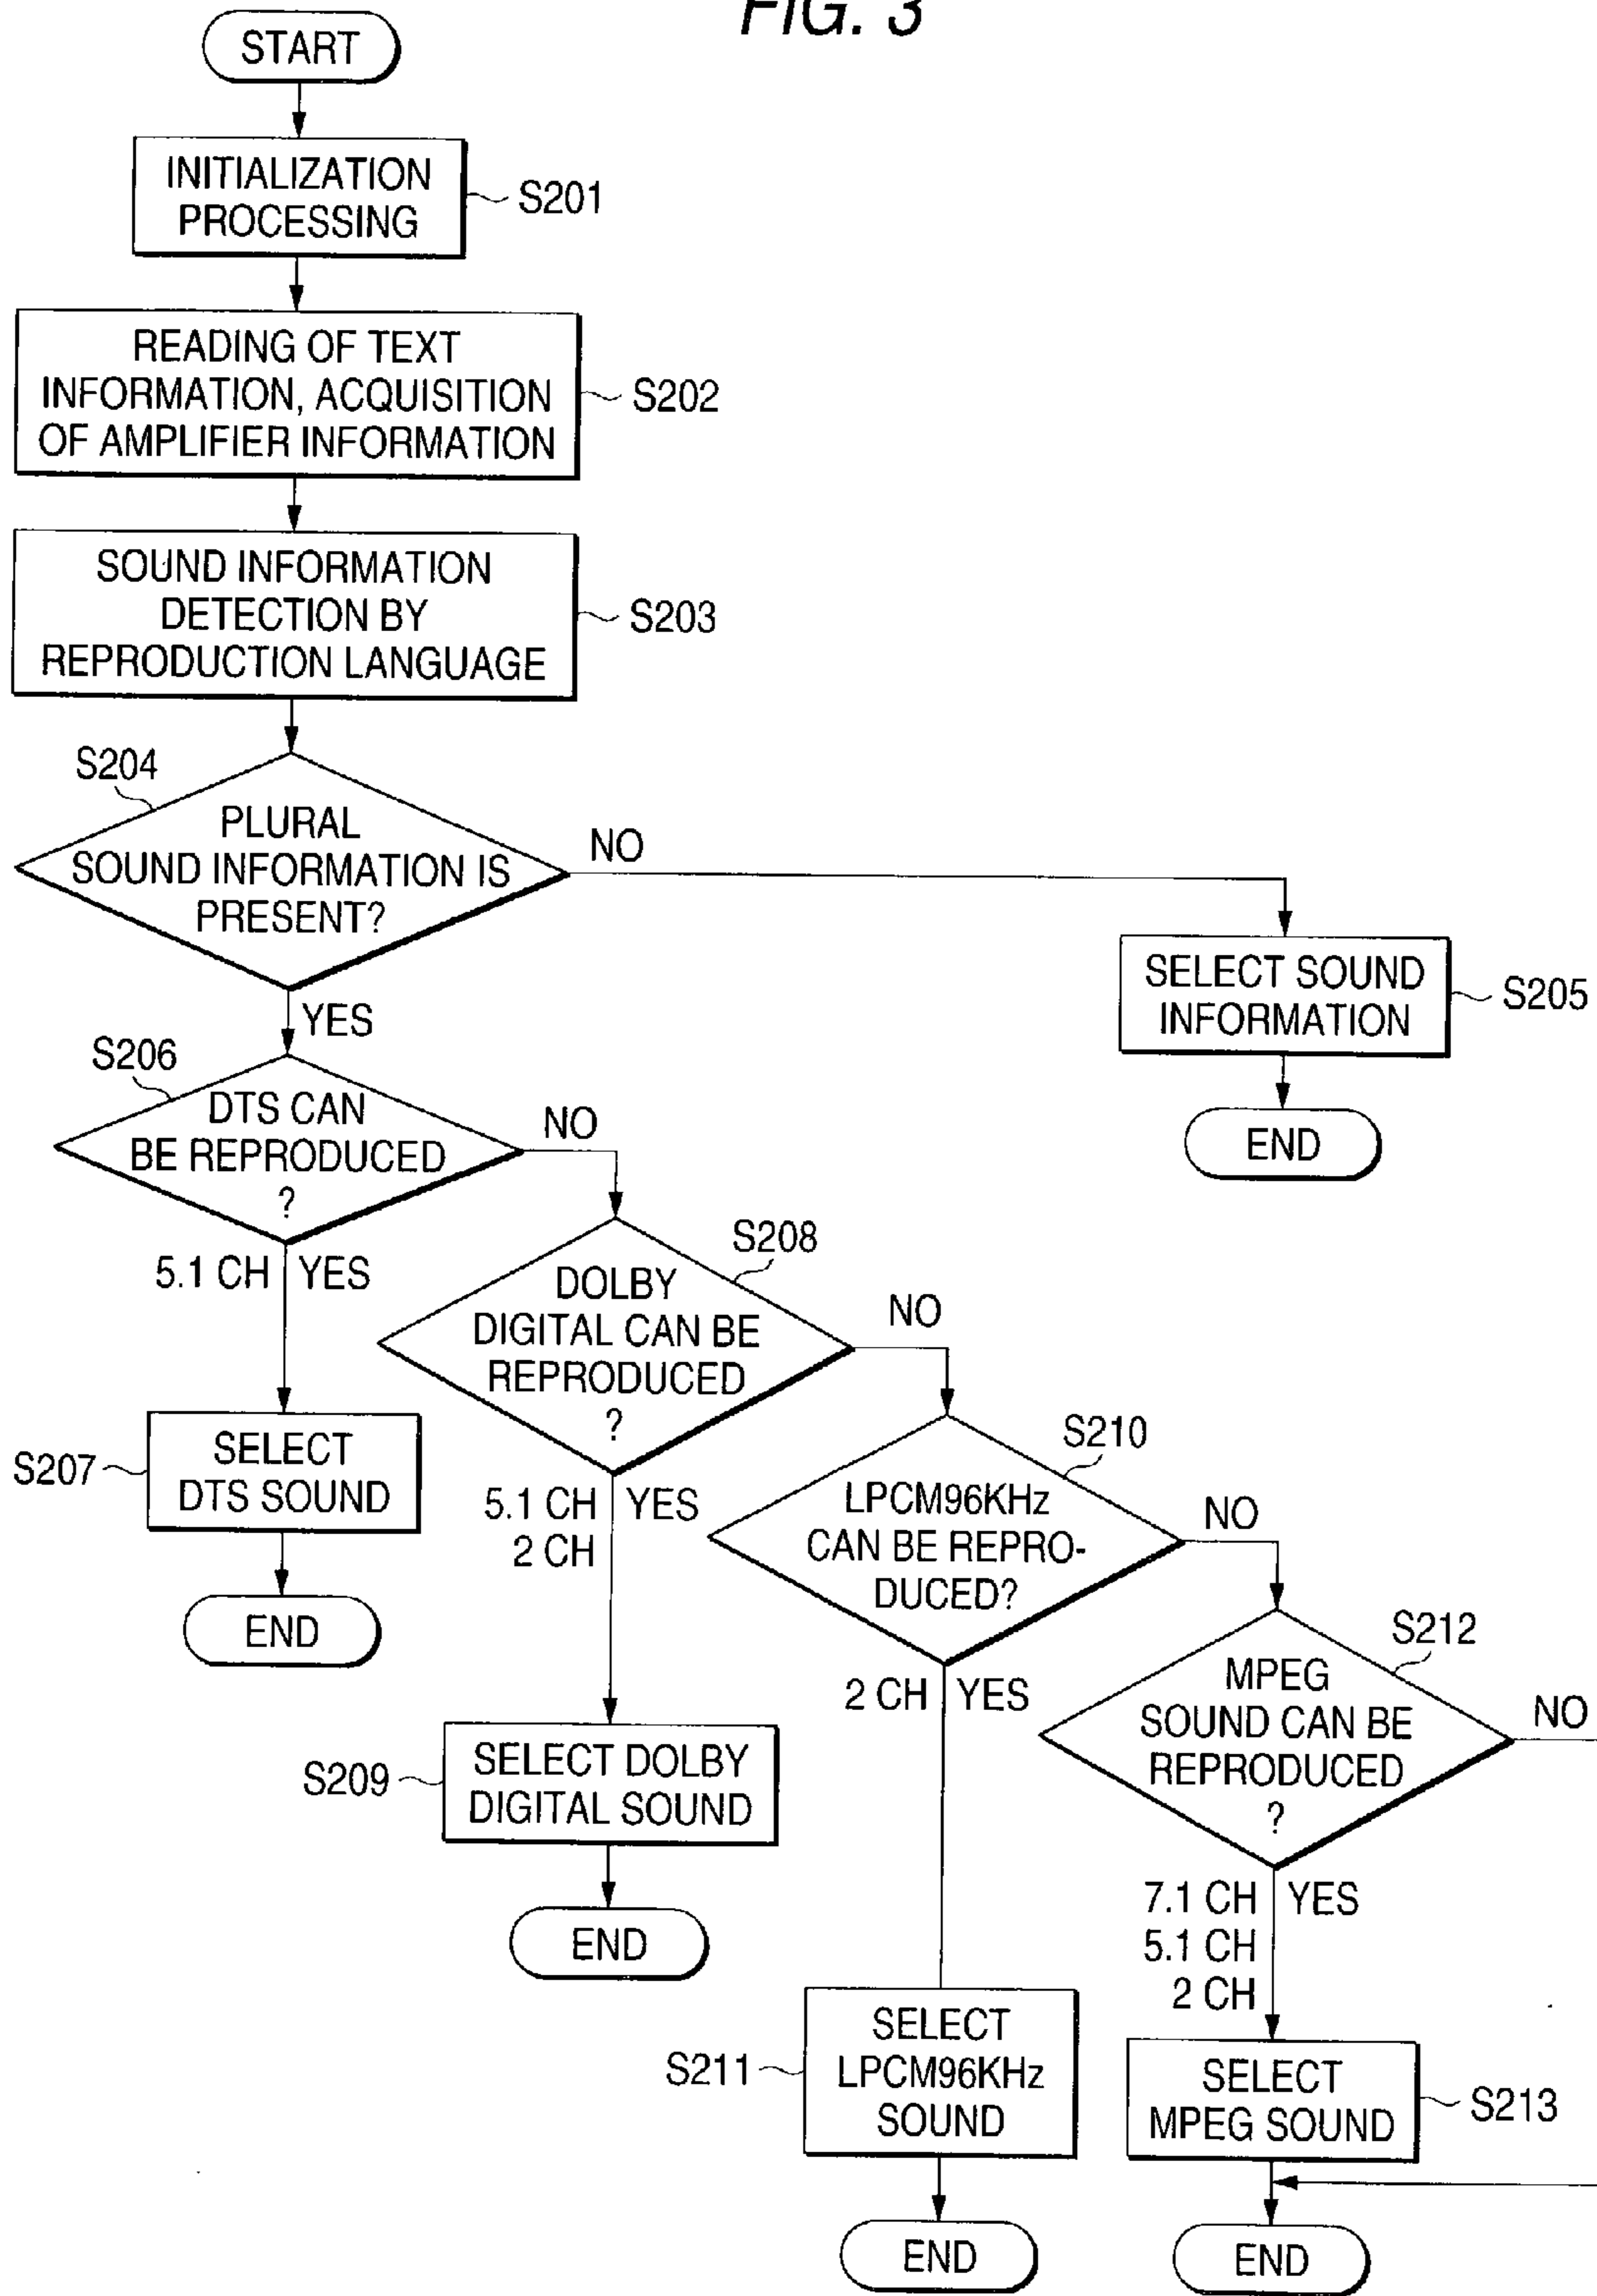 FIG. 3
START
INITIALIZATION
PROCESSING
S201
READING OF TEXT
INFORMATION, ACQUISITION
OF AMPLIFIER INFORMATION
S202
SOUND INFORMATION
DETECTION BY
REPRODUCTION LANGUAGE
S203
S204
PLURAL
SOUND INFORMATION IS
PRESENT?
NO
YES
SELECT SOUND
INFORMATION
S205
END
S206
DTS CAN
BE REPRODUCED
?
NO
5.1 CH YES
SELECT
DTS SOUND
S207
END
S208
DOLBY
DIGITAL CAN BE
REPRODUCED
?
NO
5.1 CH YES
2 CH
SELECT DOLBY
DIGITAL SOUND
S209
END
S210
LPCM96KHz
CAN BE REPRO-
DUCED?
NO
2 CH YES
SELECT
LPCM96KHz
SOUND
S211
END
S212
MPEG
SOUND CAN BE
REPRODUCED
?
NO
7.1 CH YES
5.1 CH
2 CH
SELECT
MPEG SOUND
S213
END